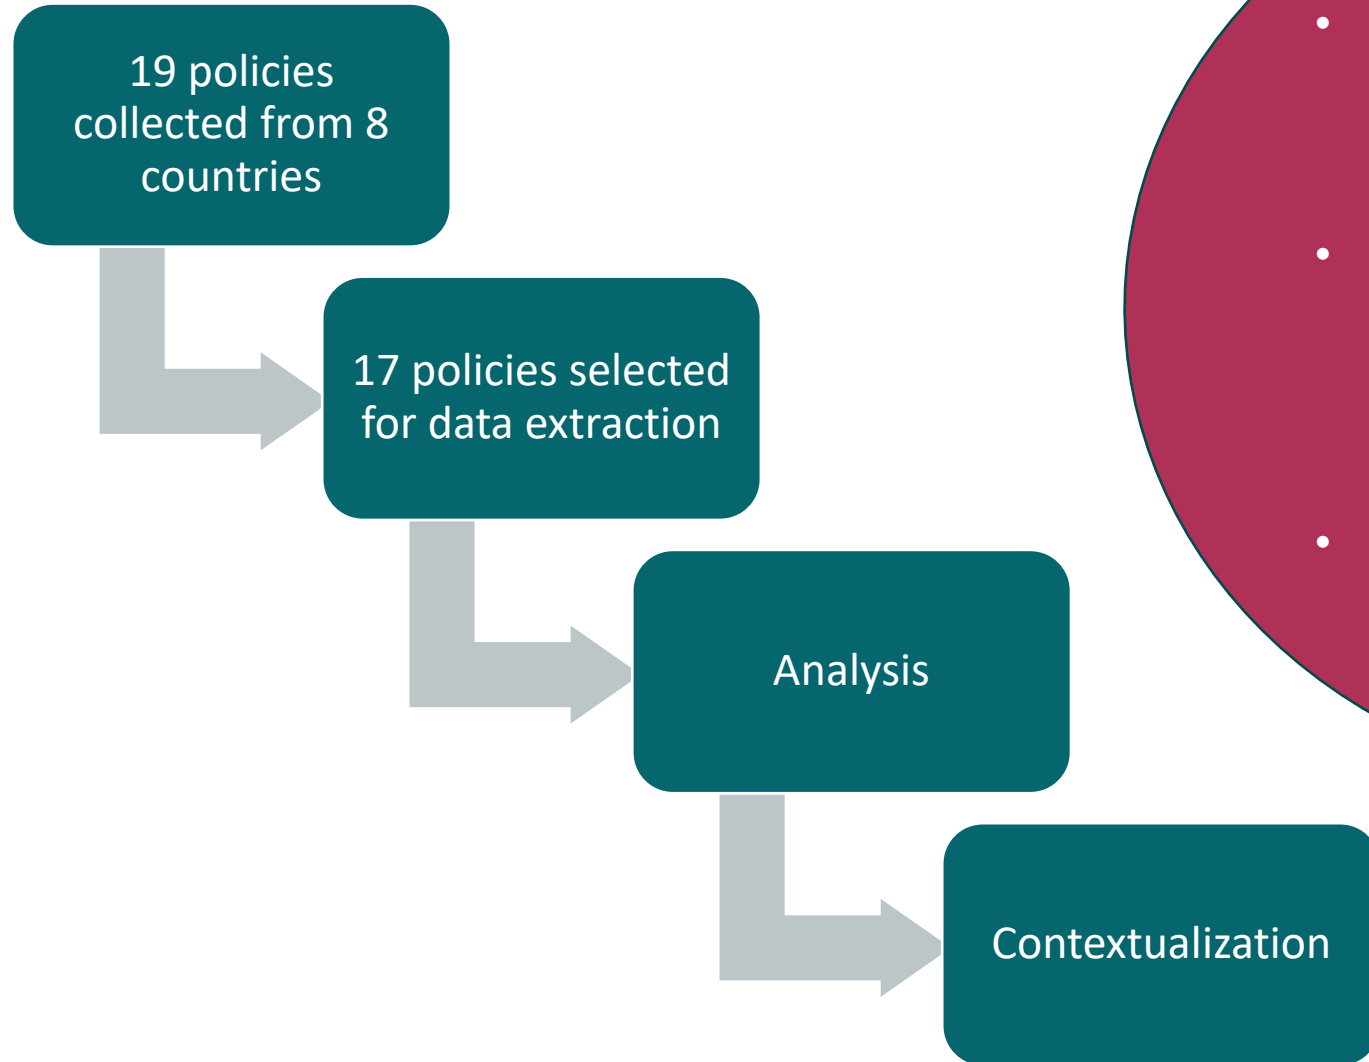 19 policies
collected from 8
countries
17 policies selected
for data extraction
Analysis
Contextualization